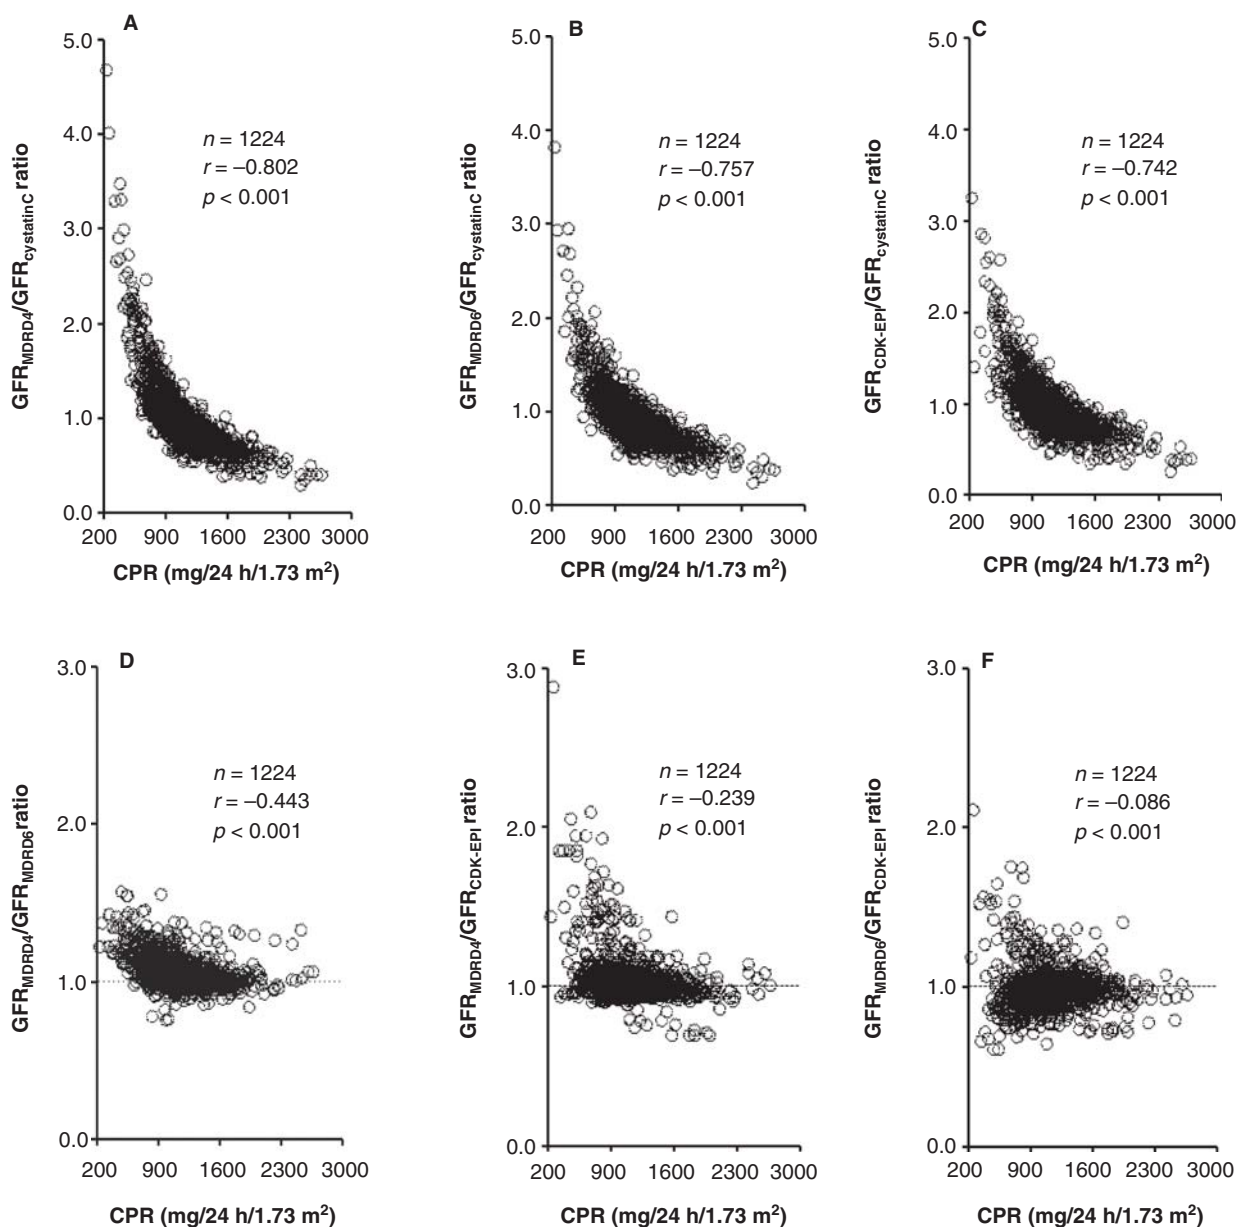 A
5.0
4.0
3.0
2.0
1.0
0.0
200 900 1600 2300 3000
GFRMDRD4/GFRcystatinC ratio
n = 1224
r = –0.802
p < 0.001
CPR (mg/24 h/1.73 m²)
B
5.0
4.0
3.0
2.0
1.0
0.0
200 900 1600 2300 3000
GFRMDRD6/GFRcystatinC ratio
n = 1224
r = –0.757
p < 0.001
CPR (mg/24 h/1.73 m²)
C
5.0
4.0
3.0
2.0
1.0
0.0
200 900 1600 2300 3000
GFRCDK-EPI/GFRcystatinC ratio
n = 1224
r = –0.742
p < 0.001
CPR (mg/24 h/1.73 m²)
D
3.0
2.0
1.0
0.0
200 900 1600 2300 3000
GFRMDRD4/GFRMDRD6 ratio
n = 1224
r = –0.443
p < 0.001
CPR (mg/24 h/1.73 m²)
E
3.0
2.0
1.0
0.0
200 900 1600 2300 3000
GFRMDRD4/GFRCDK-EPI ratio
n = 1224
r = –0.239
p < 0.001
CPR (mg/24 h/1.73 m²)
F
3.0
2.0
1.0
0.0
200 900 1600 2300 3000
GFRMDRD6/GFRCDK-EPI ratio
n = 1224
r = –0.086
p < 0.001
CPR (mg/24 h/1.73 m²)